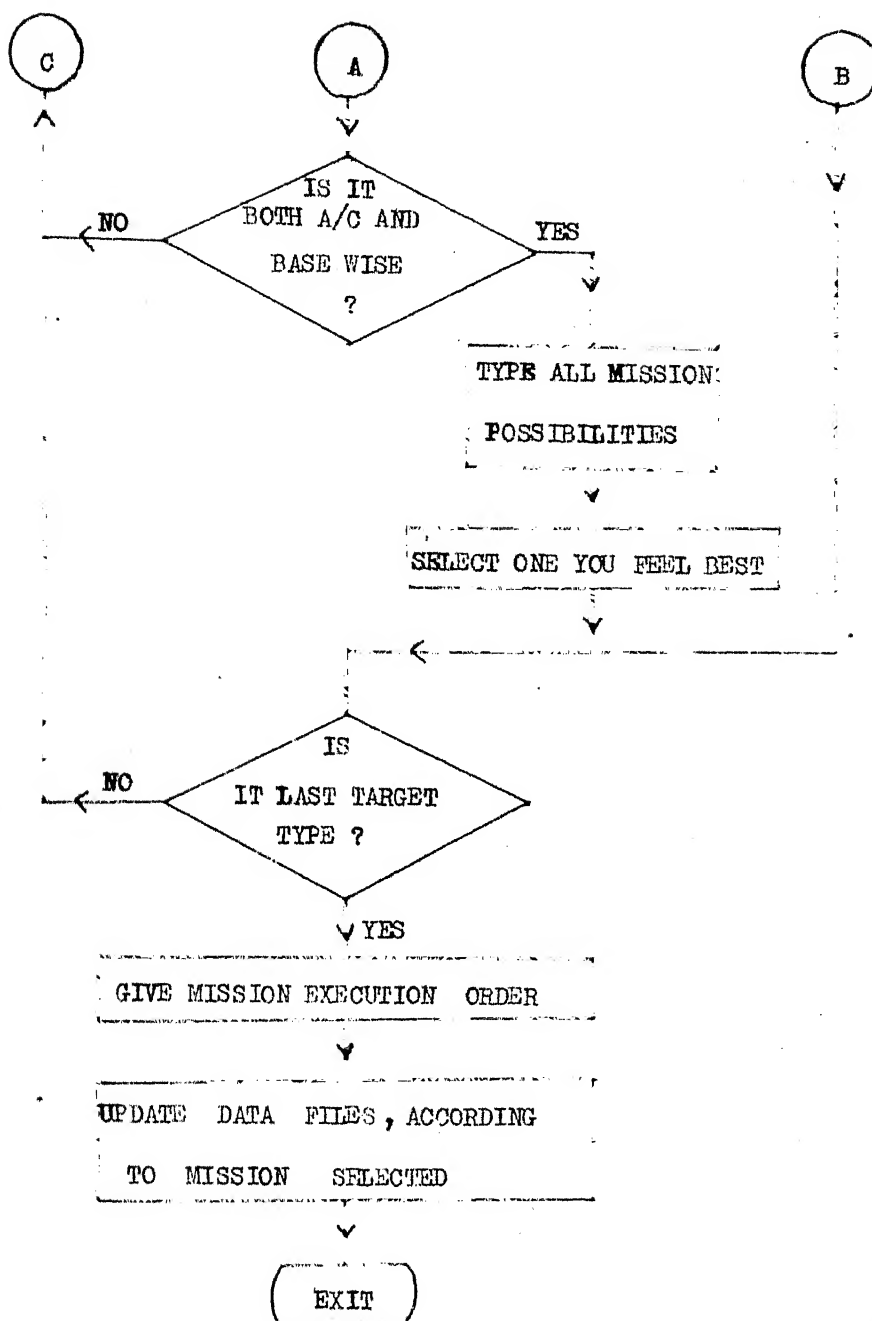 C A B
IS IT
BOTH A/C AND
BASE WISE
?
NO
YES
TYPE ALL MISSION
POSSIBILITIES
SELECT ONE YOU FEEL BEST
IS
IT LAST TARGET
TYPE ?
NO
YES
GIVE MISSION EXECUTION ORDER
UPDATE DATA FILES, ACCORDING
TO MISSION SELECTED
EXIT